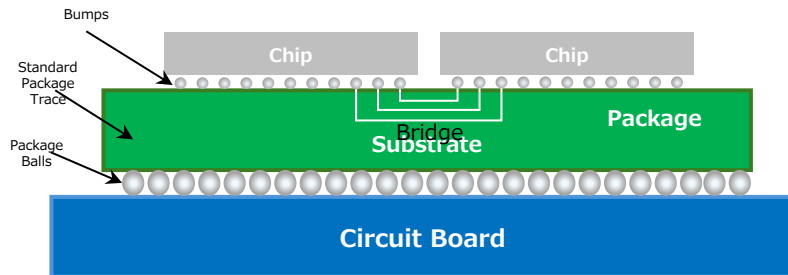 Bumps
Chip
Chip
Standard
Package
Trace
Package
Bridge
Substrate
Package
Balls
Circuit Board